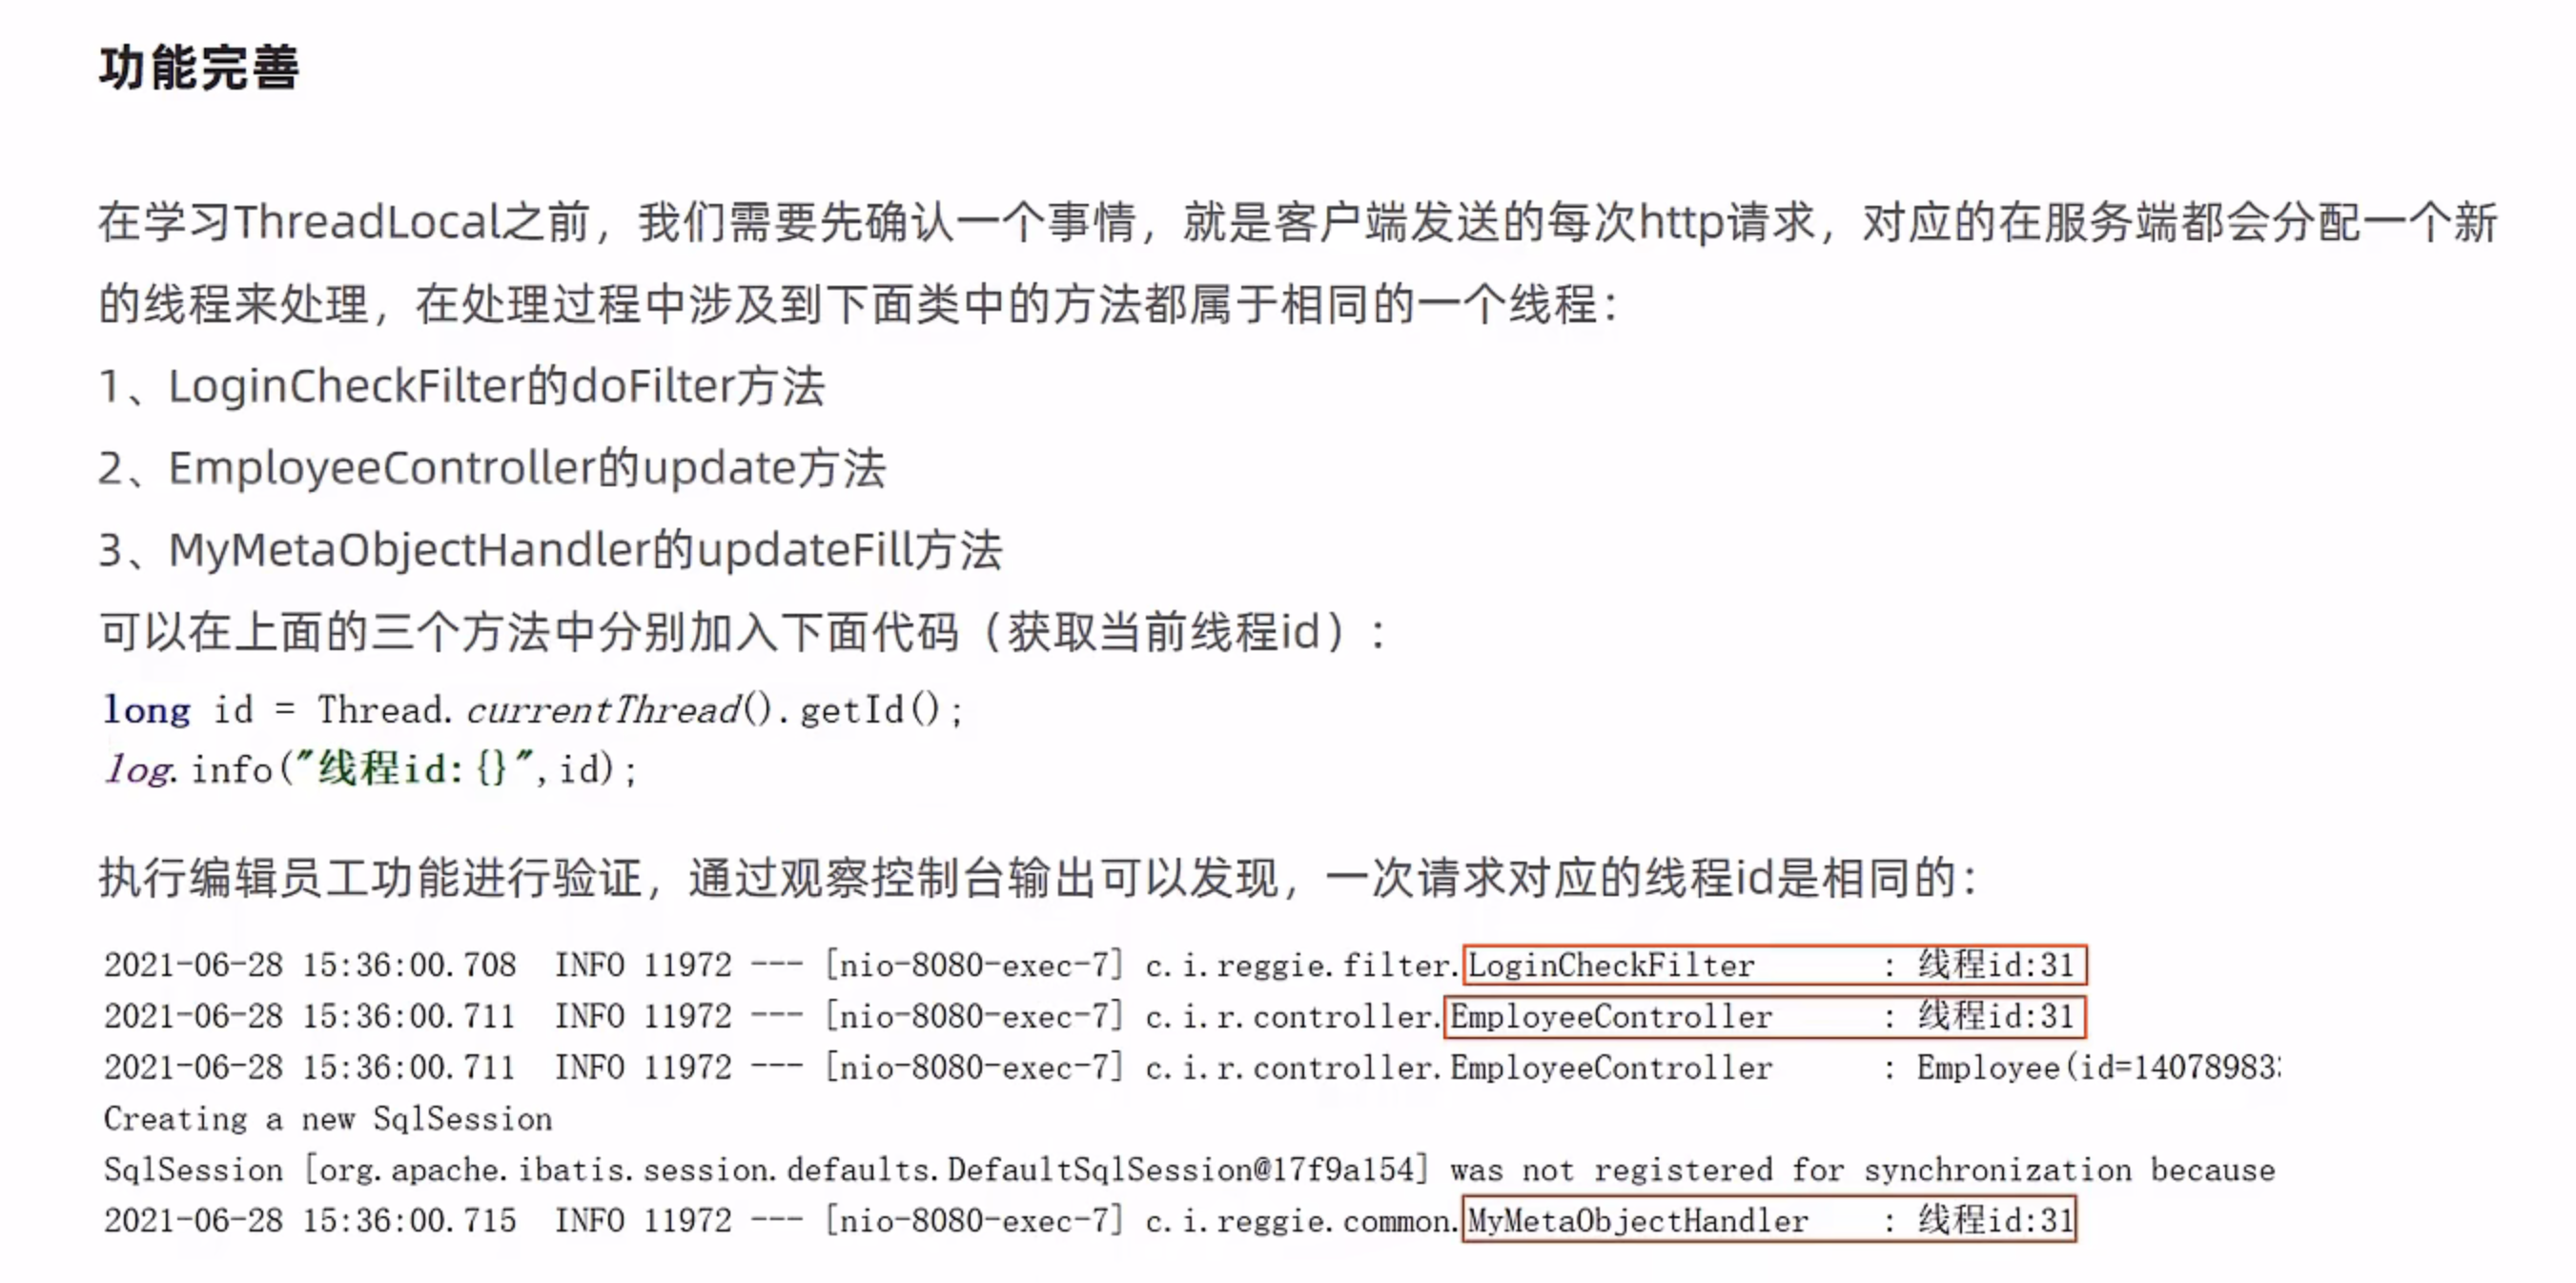 功能完善
在学习ThreadLocal之前，我们需要先确认一个事情，就是客户端发送的每次http请求，对应的在服务端都会分配一个新
的线程来处理，在处理过程中涉及到下面类中的方法都属于相同的一个线程：
1、LoginCheckFilter的doFilter方法
2、EmployeeController的update方法
3、MyMetaObjectHandler的updateFill方法
可以在上面的三个方法中分别加入下面代码（获取当前线程id）：
long id = Thread.currentThread().getId();
log.info("线程id:{}",id);
执行编辑员工功能进行验证，通过观察控制台输出可以发现，一次请求对应的线程id是相同的：
2021-06-28 15:36:00.708  INFO 11972 --- [nio-8080-exec-7] c.i.reggie.filter.LoginCheckFilter       : 线程id:31
2021-06-28 15:36:00.711  INFO 11972 --- [nio-8080-exec-7] c.i.r.controller.EmployeeController      : 线程id:31
2021-06-28 15:36:00.711  INFO 11972 --- [nio-8080-exec-7] c.i.r.controller.EmployeeController      : Employee(id=14078983
Creating a new SqlSession
SqlSession [org.apache.ibatis.session.defaults.DefaultSqlSession@17f9a154] was not registered for synchronization because
2021-06-28 15:36:00.715  INFO 11972 --- [nio-8080-exec-7] c.i.reggie.common.MyMetaObjectHandler    : 线程id:31